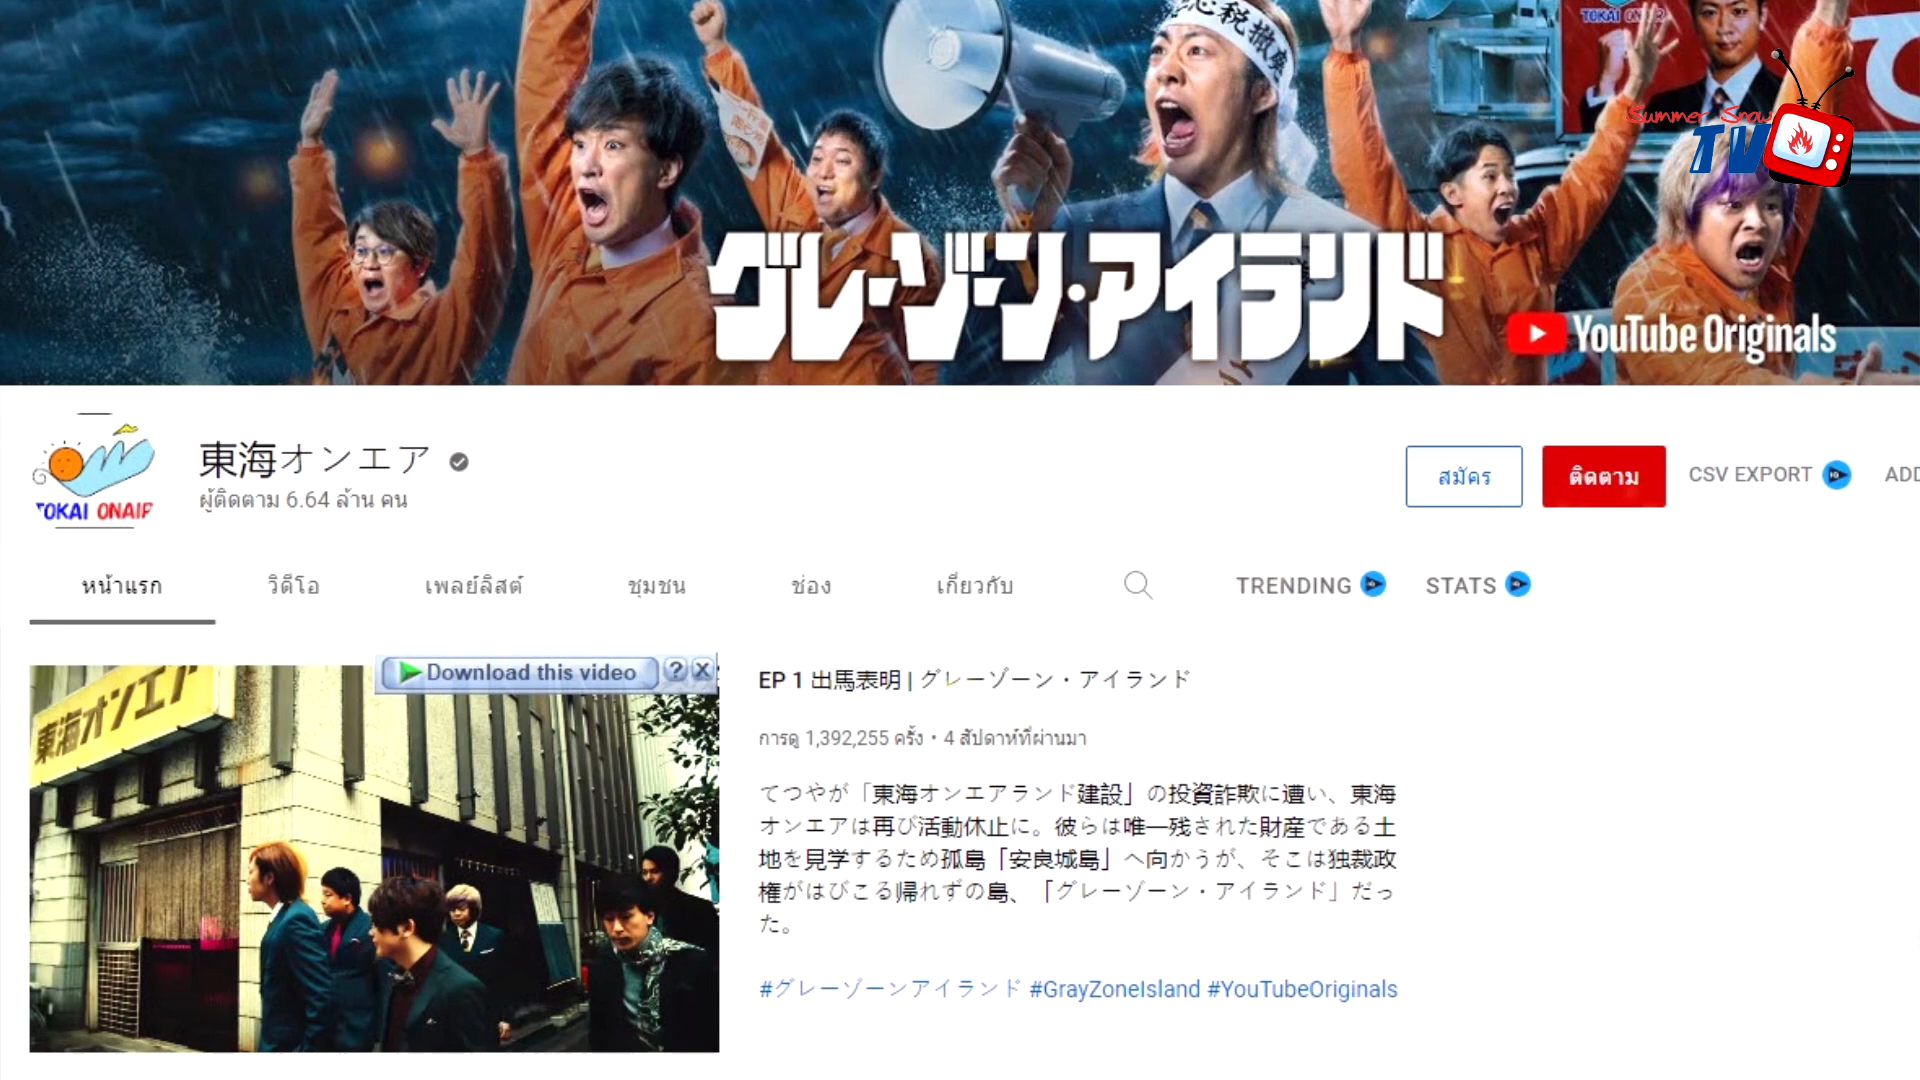 TOKAI ONAIR
Summer Snow
TV
グレーゾーン・アイランド
YouTube Originals
TOKAI ONAIR
東海オンエア
ผู้ติดตาม 6.64 ล้าน คน
สมัคร
ติดตาม
CSV EXPORT
ADD
หน้าแรก
วิดีโอ
เพลย์ลิสต์
ชุมชน
ช่อง
เกี่ยวกับ
TRENDING
STATS
Download this video
?
X
東海オンエア
EP 1 出馬表明 | グレーゾーン・アイランド
การดู 1,392,255 ครั้ง • 4 สัปดาห์ที่ผ่านมา
てつやが「東海オンエアランド建設」の投資詐欺に遭い、東海
オンエアは再び活動休止に。彼らは唯一残された財産である土
地を見学するため孤島「安良城島」へ向かうが、そこは独裁政
権がはびこる帰れずの島、「グレーゾーン・アイランド」だっ
た。
#グレーゾーンアイランド #GrayZoneIsland #YouTubeOriginals